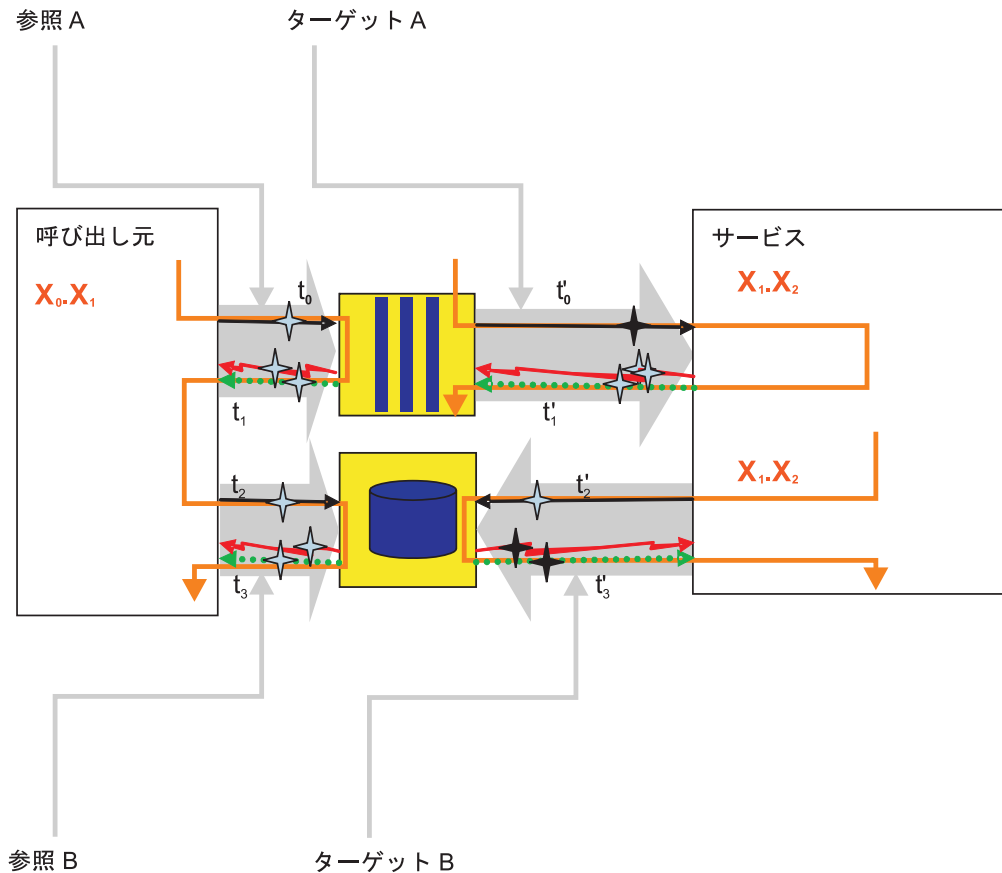 参照 A
ターゲット A
呼び出し元
サービス
X₀.X₁
X₁.X₂
t₀
t'₀
t₁
t'₁
X₁.X₂
t₂
t'₂
t₃
t'₃
参照 B
ターゲット B